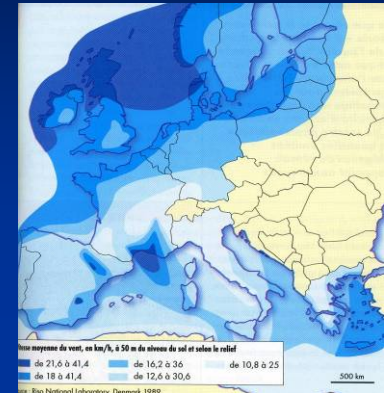 moyenne du vent, en km/h, à 50 m du niveau du sol et selon le relief
de 21,6 à 41,4
de 16,2 à 36
de 10,8 à 25
de 18 à 41,4
de 12,6 à 30,6
500 km
Riso National Laboratory, Denmark 1989